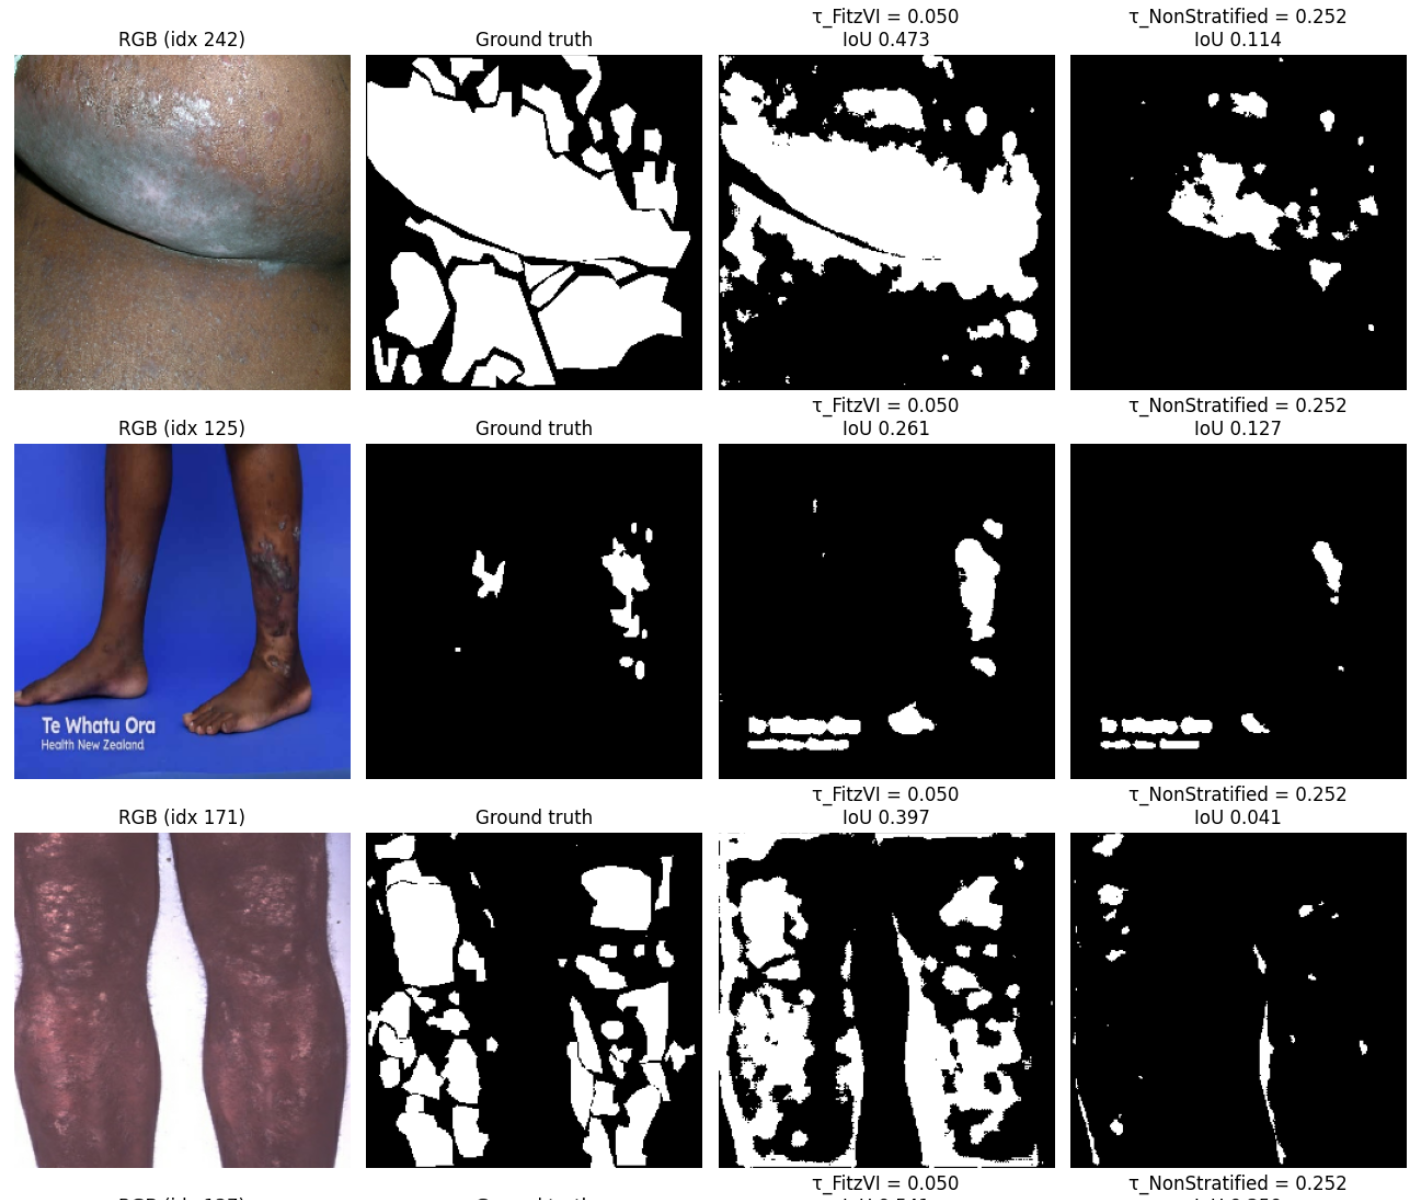 τ_FitzVI = 0.050
τ_NonStratified = 0.252
RGB (idx 242)
Ground truth
IoU 0.473
IoU 0.114
τ_FitzVI = 0.050
τ_NonStratified = 0.252
RGB (idx 125)
Ground truth
IoU 0.261
IoU 0.127
Te Whatu Ora
Health New Zealand
τ_FitzVI = 0.050
τ_NonStratified = 0.252
RGB (idx 171)
Ground truth
IoU 0.397
IoU 0.041
τ_FitzVI = 0.050
τ_NonStratified = 0.252